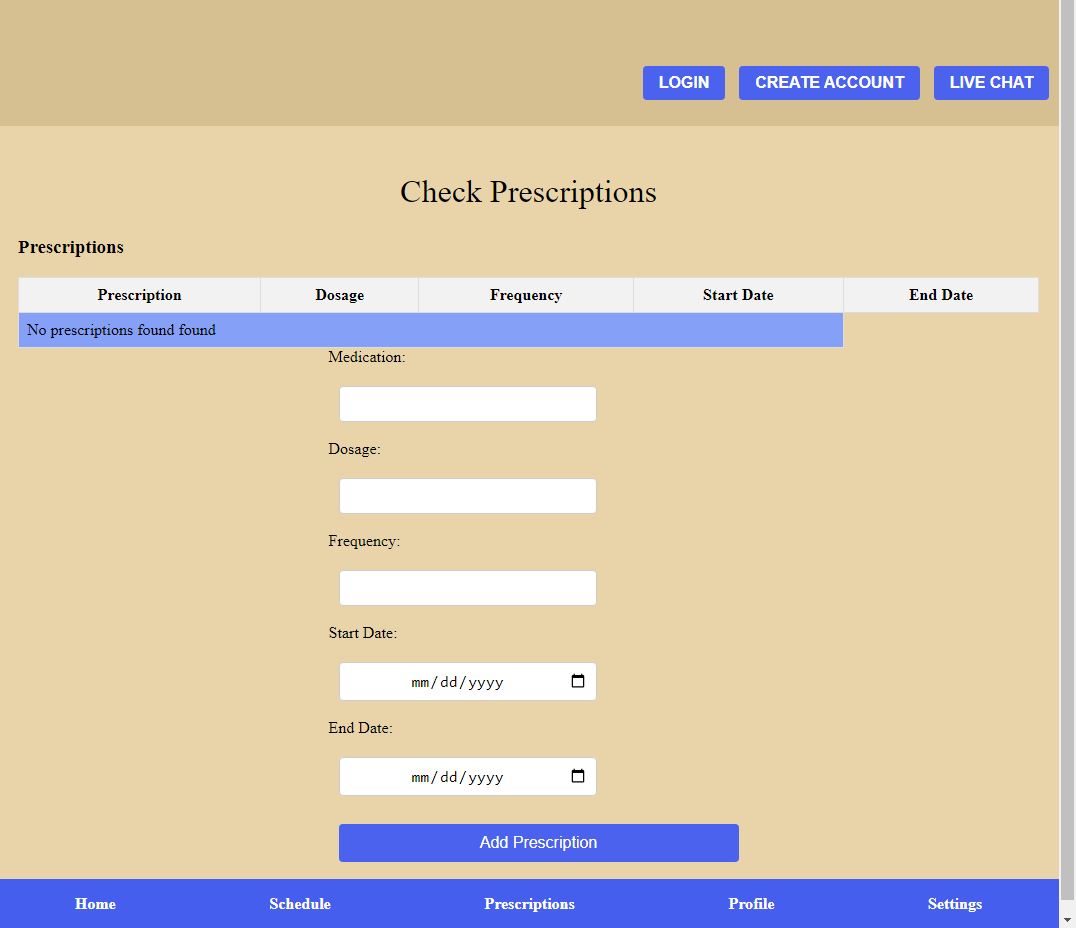 LOGIN CREATE ACCOUNT LIVE CHAT
Check Prescriptions
Prescriptions
Prescription Dosage Frequency Start Date End Date
No prescriptions found found
Medication:
Dosage:
Frequency:
Start Date:
mm/dd/yyyy
End Date:
mm/dd/yyyy
Add Prescription
Home Schedule Prescriptions Profile Settings